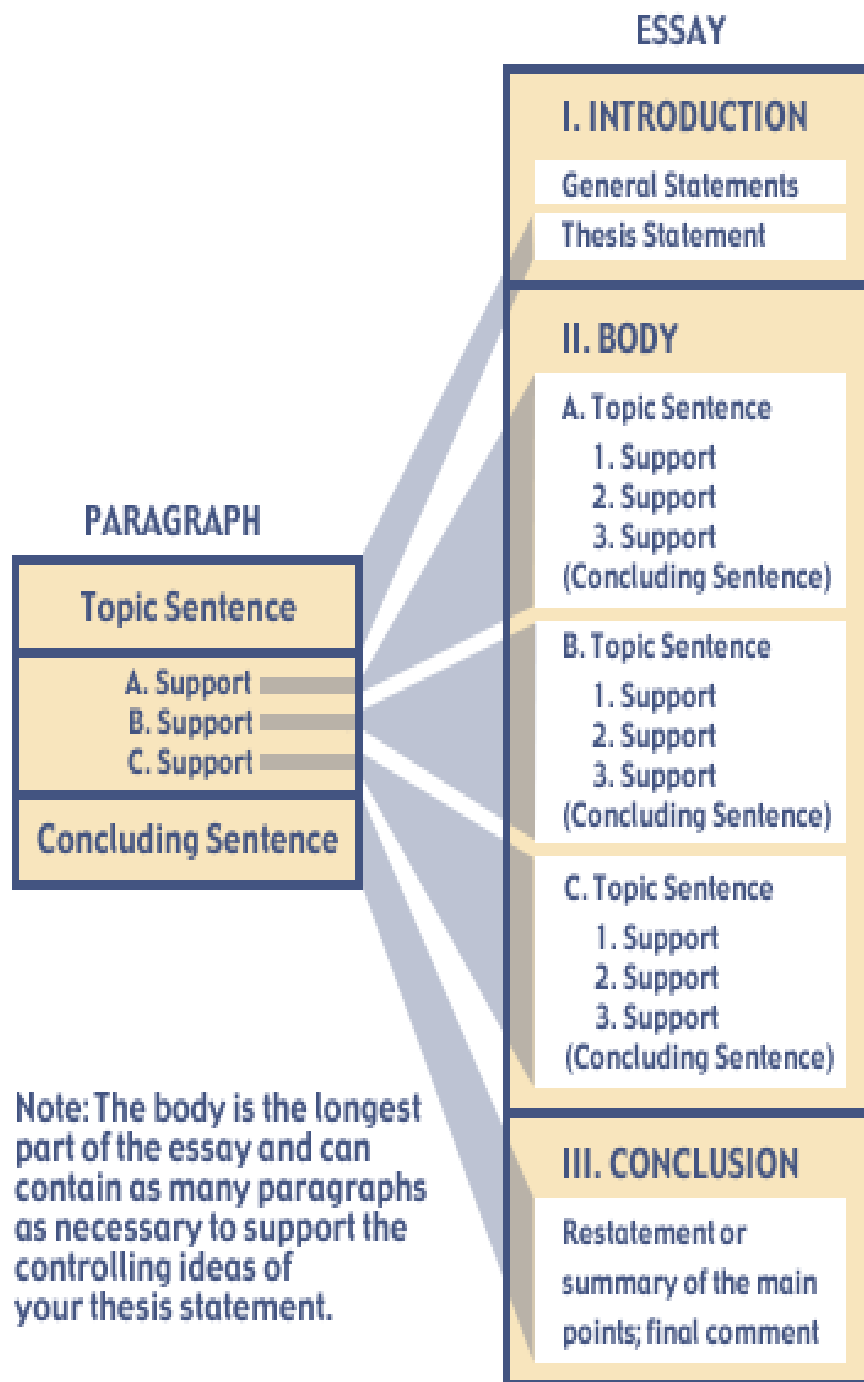 ESSAY
I. INTRODUCTION
General Statements
Thesis Statement
II. BODY
A. Topic Sentence
1. Support
2. Support
3. Support
(Concluding Sentence)
B. Topic Sentence
1. Support
2. Support
3. Support
(Concluding Sentence)
C. Topic Sentence
1. Support
2. Support
3. Support
(Concluding Sentence)
III. CONCLUSION
Restatement or
summary of the main
points; final comment
PARAGRAPH
Topic Sentence
A. Support
B. Support
C. Support
Concluding Sentence
Note: The body is the longest
part of the essay and can
contain as many paragraphs
as necessary to support the
controlling ideas of
your thesis statement.